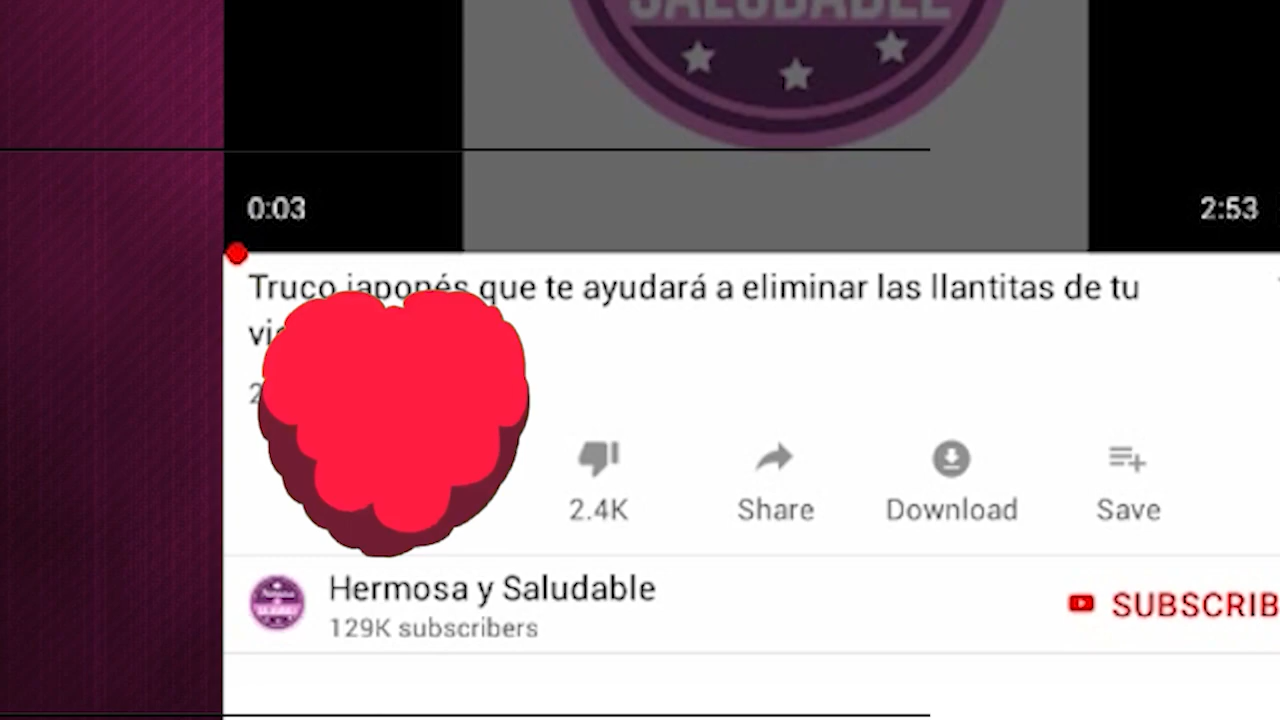 SALUDABLE
0:03
2:53
Truco japonés que te ayudará a eliminar las llantitas de tu
2.4K
Share
Download
Save
Hermosa y Saludable
129K subscribers
SUBSCRIB